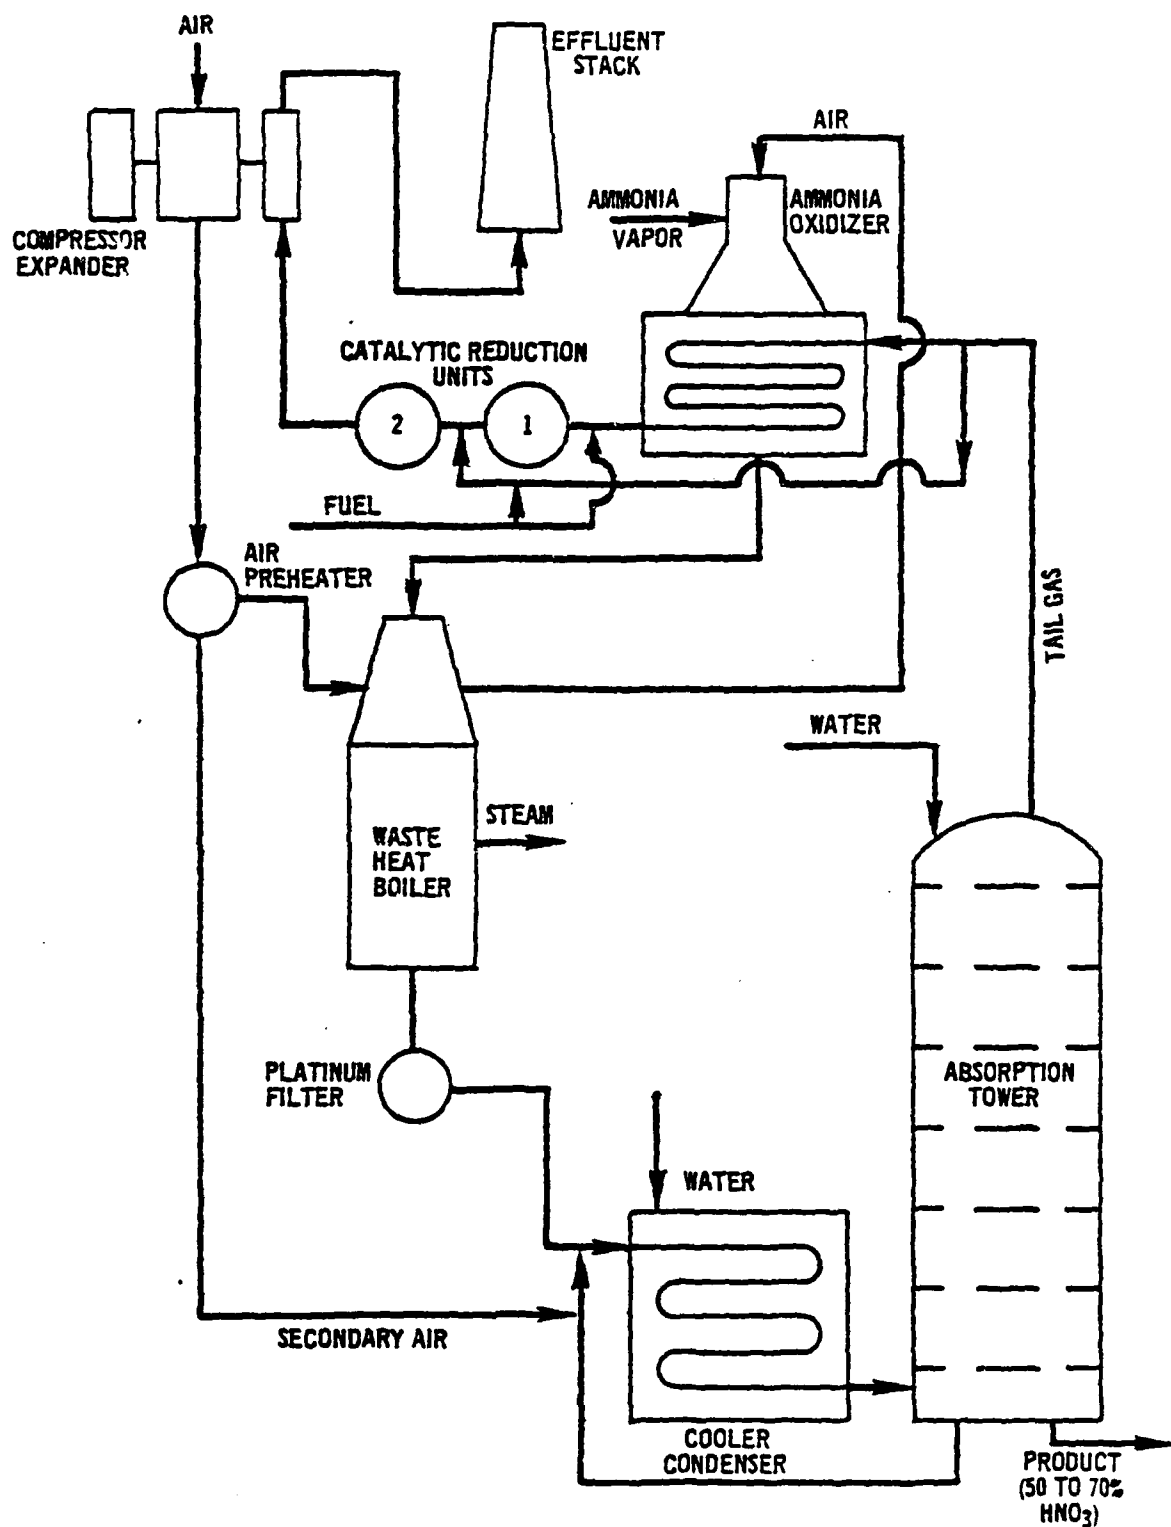 AIR
EFFLUENT
STACK
AIR
AMMONIA
VAPOR
AMMONIA
OXIDIZER
COMPRESSOR
EXPANDER
CATALYTIC REDUCTION
UNITS
2
1
FUEL
AIR
PREHEATER
TAIL GAS
WATER
STEAM
WASTE
HEAT
BOILER
PLATINUM
FILTER
ABSORPTION
TOWER
WATER
SECONDARY AIR
COOLER
CONDENSER
PRODUCT
(50 TO 70%
HNO₃)